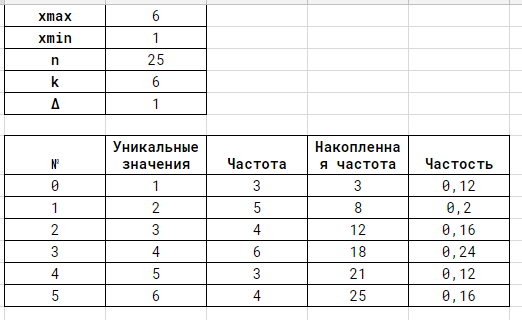 xmax 6
xmin 1
n 25
k 6
Δ 1
№ Уникальные значения Частота Накопленна я частота Частость
0 1 3 3 0,12
1 2 5 8 0,2
2 3 4 12 0,16
3 4 6 18 0,24
4 5 3 21 0,12
5 6 4 25 0,16